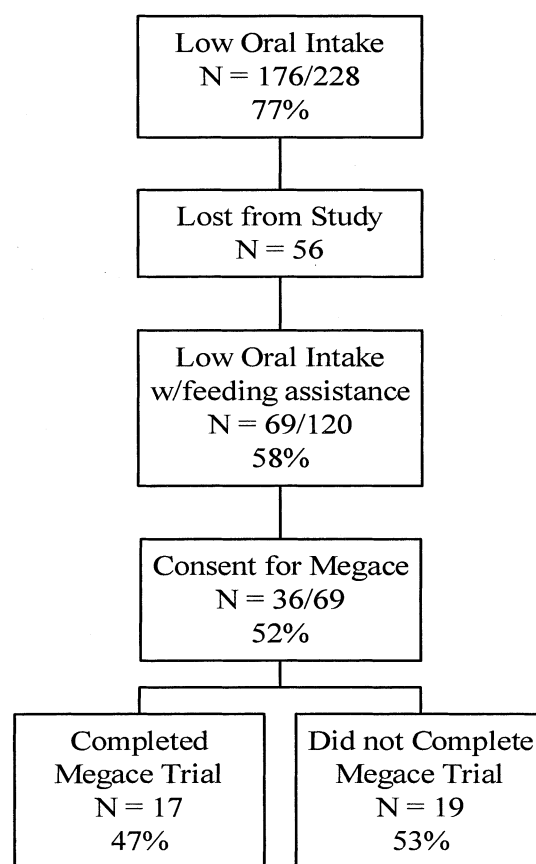 Low Oral Intake
N = 176/228
77%
Lost from Study
N = 56
Low Oral Intake
w/feeding assistance
N = 69/120
58%
Consent for Megace
N = 36/69
52%
Completed
Megace Trial
N = 17
47%
Did not Complete
Megace Trial
N = 19
53%